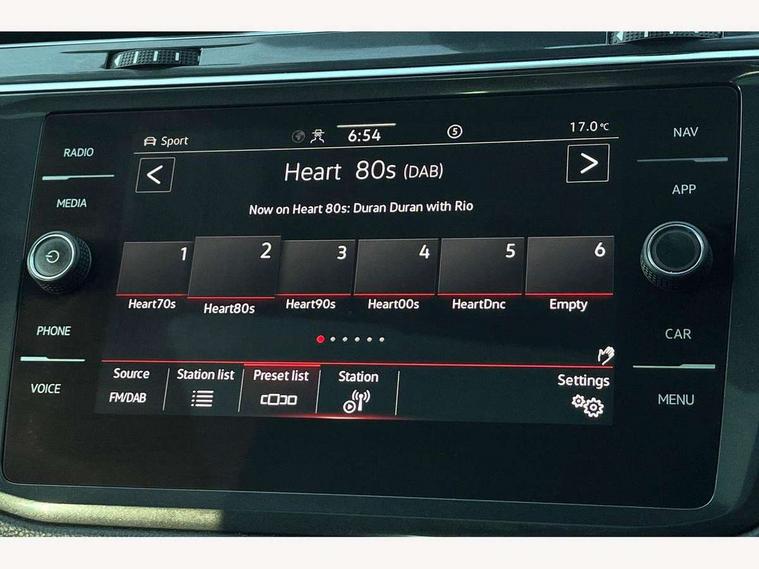 RADIO
MEDIA
PHONE
VOICE
Sport
6:54
5
17.0°C
Heart 80s (DAB)
Now on Heart 80s: Duran Duran with Rio
1 2 3 4 5 6
Heart70s Heart80s Heart90s Heart00s HeartDnc Empty
Source Station list Preset list Station Settings
FM/DAB
NAV
APP
CAR
MENU